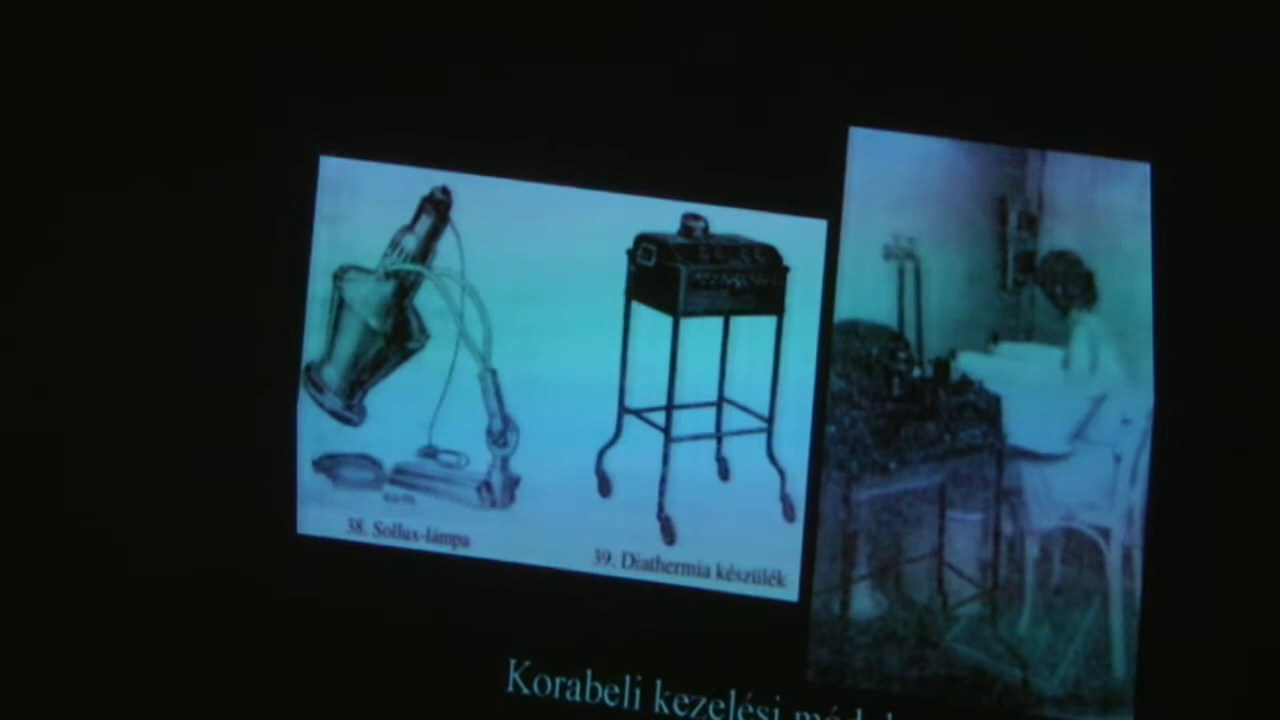 38. Sollux-lámpa
39. Diathermia készülék
Korabeli kezelési